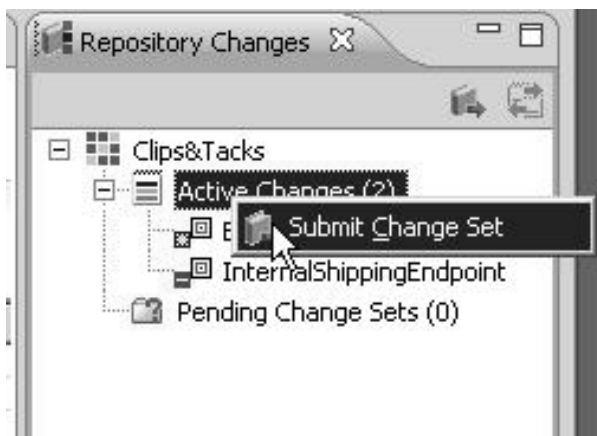 Repository Changes
Clips&Tacks
Active Changes (2)
Submit Change Set
InternalShippingEndpoint
Pending Change Sets (0)